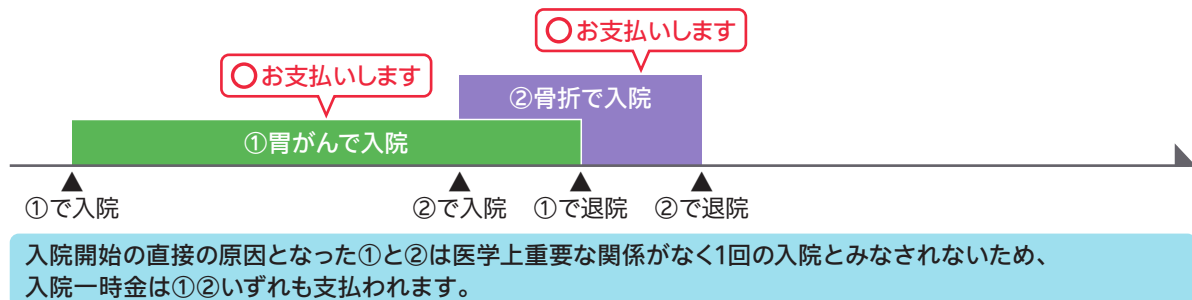 ○お支払いします
○お支払いします
②骨折で入院
①胃がんで入院
▲ ▲ ▲ ▲
①で入院 ②で入院 ①で退院 ②で退院
入院開始の直接の原因となった①と②は医学上重要な関係がなく1回の入院とみなされないため、
入院一時金は①②いずれも支払われます。